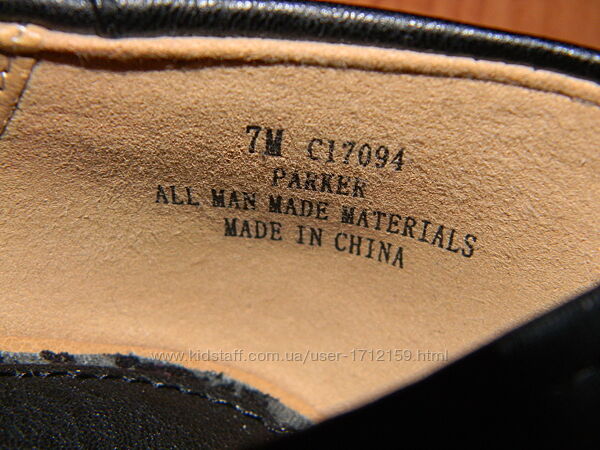 7M C17094
PARKER
ALL MAN MADE MATERIALS
MADE IN CHINA
www.kidstaff.com.ua/user-1712159.html